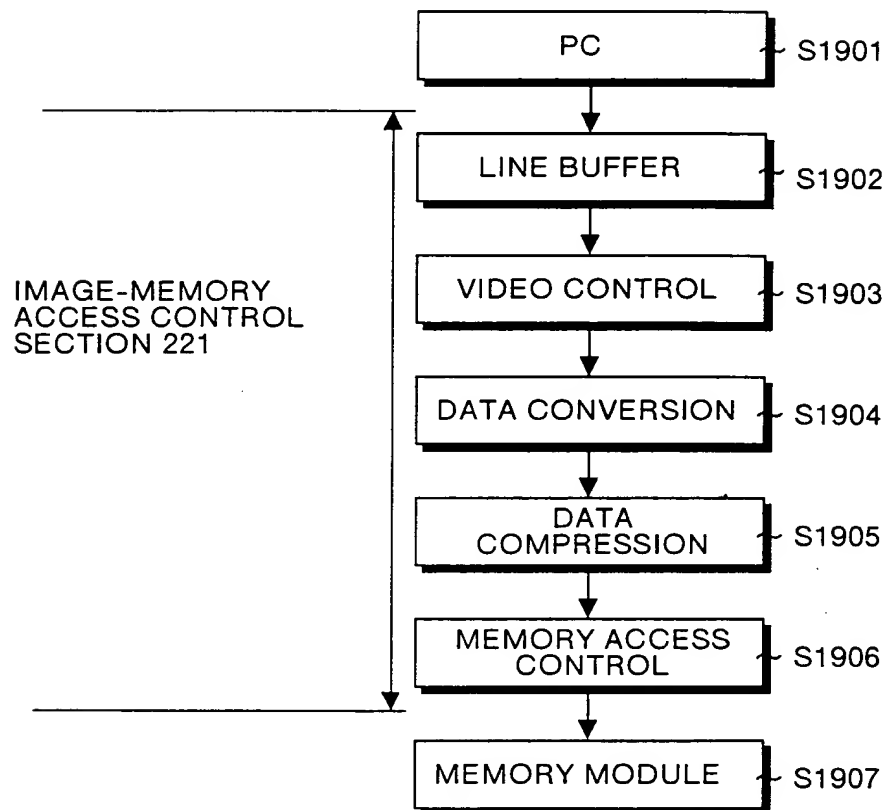 PC
S1901
LINE BUFFER
S1902
VIDEO CONTROL
S1903
IMAGE-MEMORY
ACCESS CONTROL
SECTION 221
DATA CONVERSION
S1904
DATA
COMPRESSION
S1905
MEMORY ACCESS
CONTROL
S1906
MEMORY MODULE
S1907